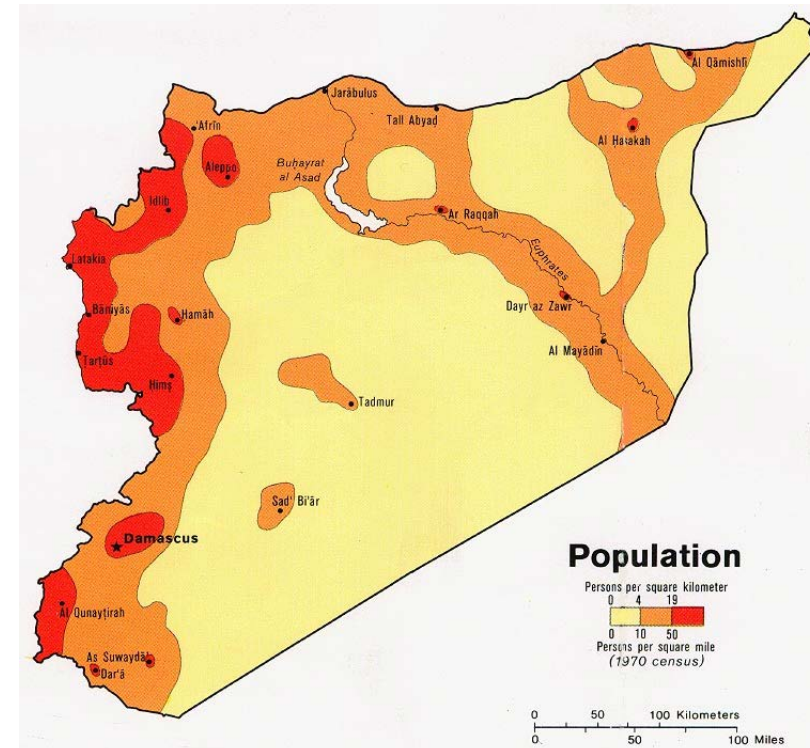 Al Qāmishlī
Jarābulus
Tall Abyaḑ
'Afrīn
Al Ḩasakah
Aleppo
Buḩayrat
al Asad
Idlib
Ar Raqqah
Euphrates
Latakia
Dayr az Zawr
Bāniyās
Ḩamāh
Al Mayādīn
Ţarţūs
Ḩimş
Tadmur
Sad' Bi'ār
Damascus
Al Qunayţirah
As Suwaydā'
Dar'ā
Population
Persons per square kilometer
0 4 19
0 10 50
Persons per square mile
(1970 census)
0 50 100 Kilometers
0 50 100 Miles